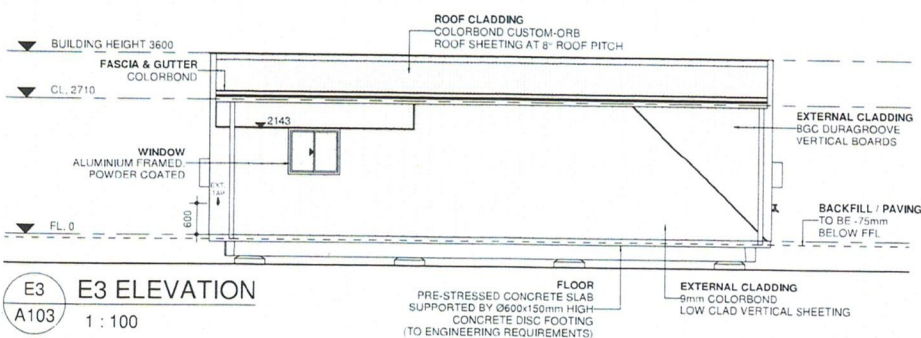 ROOF CLADDING
COLORBOND CUSTOM-ORB
ROOF SHEETING AT 8° ROOF PITCH
BUILDING HEIGHT 3600
FASCIA & GUTTER
COLORBOND
CL. 2710
2143
WINDOW
ALUMINIUM FRAMED,
POWDER COATED
EXT.
TAP
600
FL. 0
EXTERNAL CLADDING
BGC DURAGROOVE
VERTICAL BOARDS
BACKFILL / PAVING
TO BE -75mm
BELOW FFL
E3
A103
E3 ELEVATION
1 : 100
FLOOR
PRE-STRESSED CONCRETE SLAB
SUPPORTED BY Ø600x150mm HIGH
CONCRETE DISC FOOTING
(TO ENGINEERING REQUIREMENTS)
EXTERNAL CLADDING
9mm COLORBOND
LOW CLAD VERTICAL SHEETING